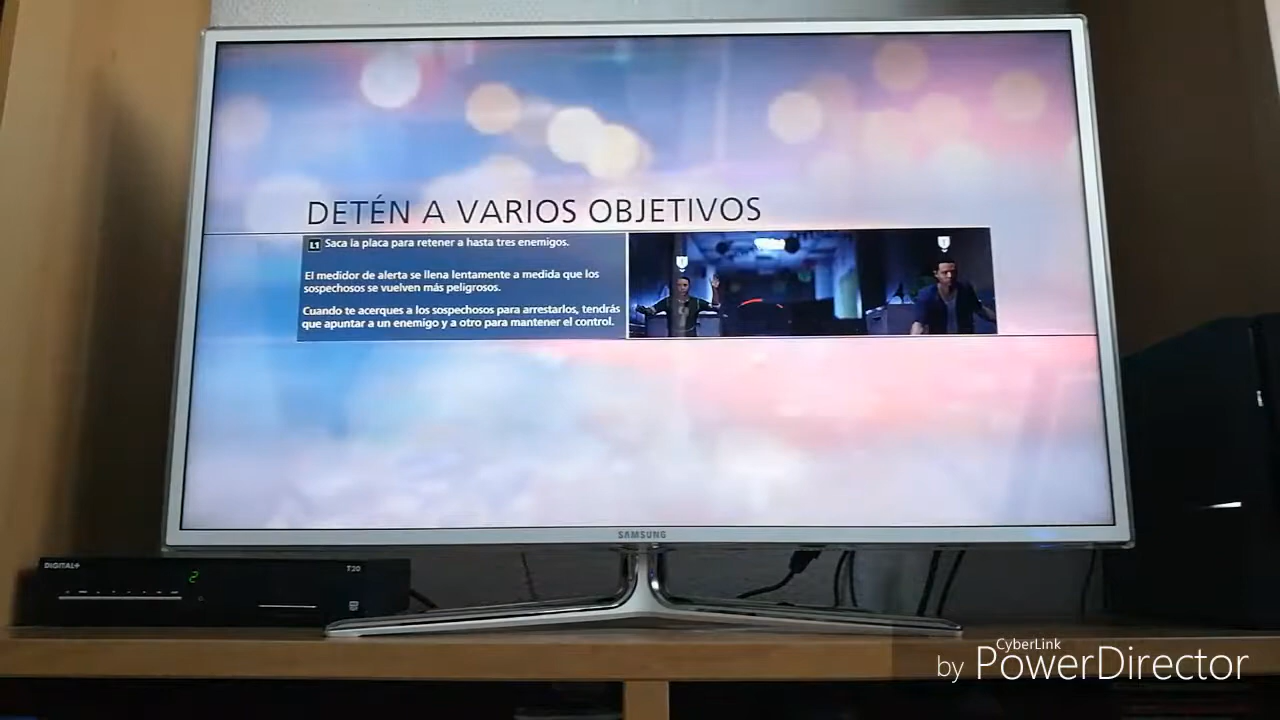 DETÉN A VARIOS OBJETIVOS
L1 Saca la placa para retener a hasta tres enemigos.
El medidor de alerta se llena lentamente a medida que los
sospechosos se vuelven más peligrosos.
Cuando te acerques a los sospechosos para arrestarlos, tendrás
que apuntar a un enemigo y a otro para mantener el control.
SAMSUNG
DIGITAL+
2
T20
CyberLink
by PowerDirector